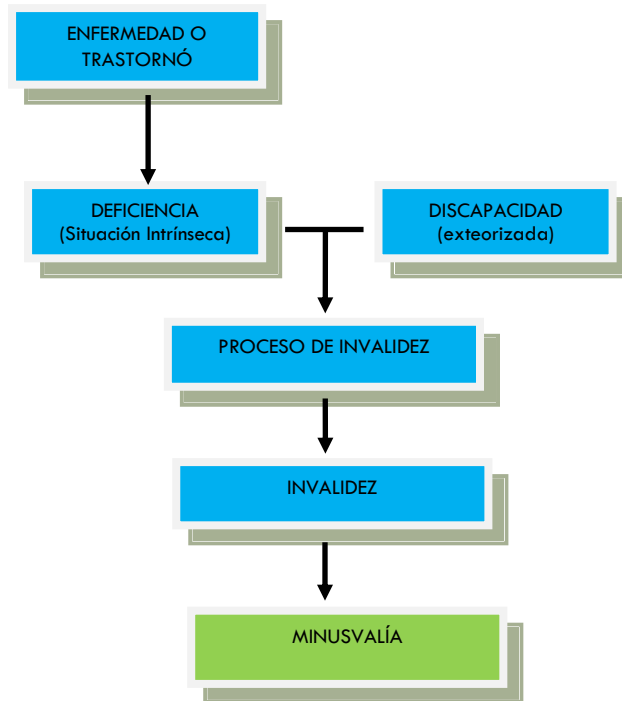 ENFERMEDAD O
TRASTORNÓ
DEFICIENCIA
(Situación Intrínseca)
DISCAPACIDAD
(exteorizada)
PROCESO DE INVALIDEZ
INVALIDEZ
MINUSVALÍA